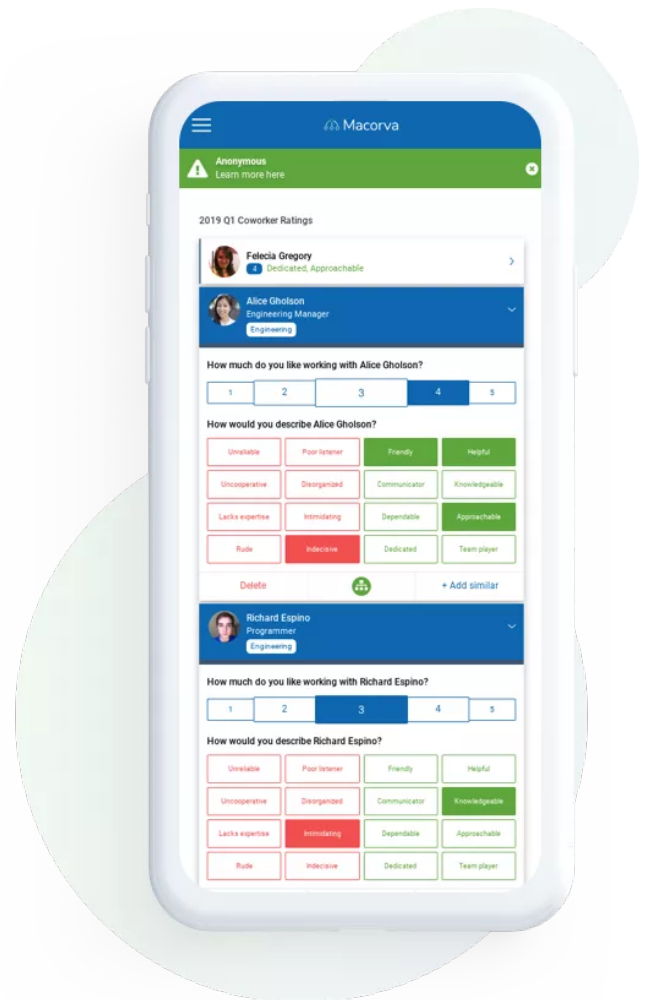 Macorva
Anonymous
Learn more here
2019 Q1 Coworker Ratings
Felecia Gregory
4 Dedicated, Approachable
Alice Gholson
Engineering Manager
Engineering
How much do you like working with Alice Gholson?
1 2 3 4 5
How would you describe Alice Gholson?
Unreliable Poor listener Friendly Helpful
Uncooperative Disorganized Communicator Knowledgeable
Lacks expertise Intimidating Dependable Approachable
Rude Indecisive Dedicated Team player
Delete + Add similar
Richard Espino
Programmer
Engineering
How much do you like working with Richard Espino?
1 2 3 4 5
How would you describe Richard Espino?
Unreliable Poor listener Friendly Helpful
Uncooperative Disorganized Communicator Knowledgeable
Lacks expertise Intimidating Dependable Approachable
Rude Indecisive Dedicated Team player